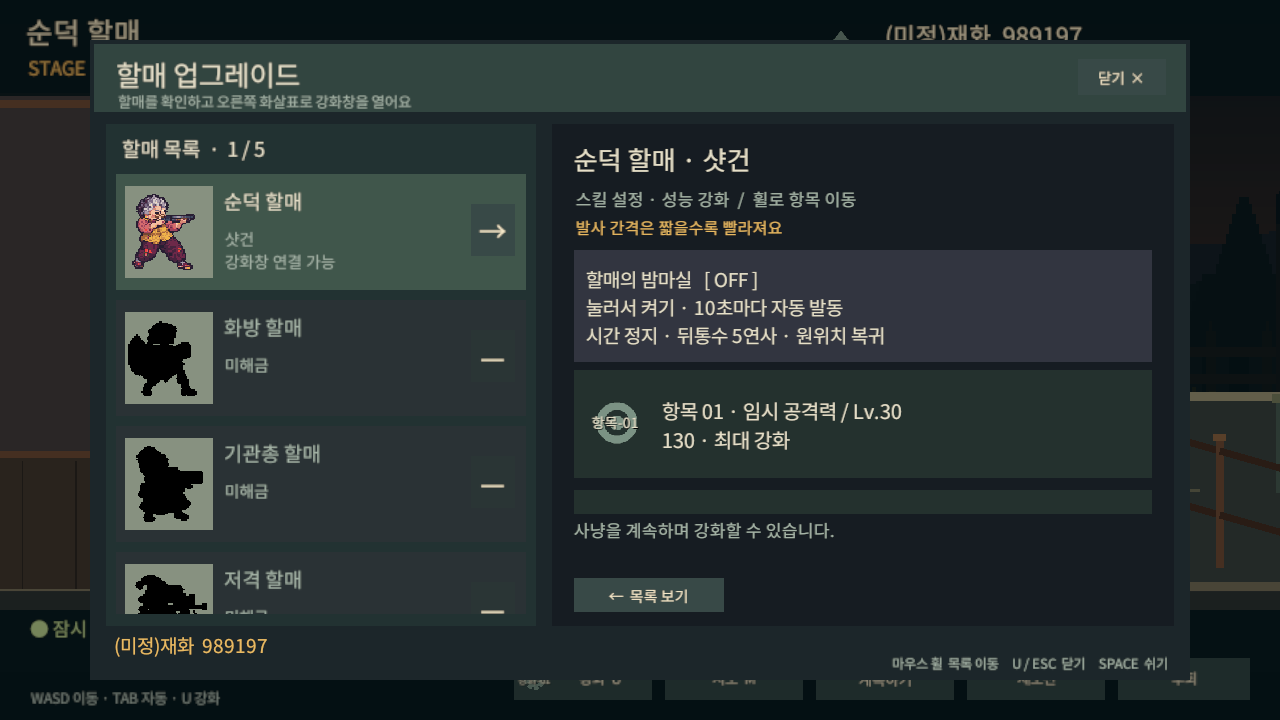 순덕 할매
(미정)재화 989197
STAGE
할매 업그레이드
할매를 확인하고 오른쪽 화살표로 강화창을 열어요
닫기 ×
할매 목록 · 1 / 5
순덕 할매
샷건
강화창 연결 가능
→
화방 할매
미해금
—
기관총 할매
미해금
—
저격 할매
미해금
—
순덕 할매 · 샷건
스킬 설정 · 성능 강화 / 휠로 항목 이동
발사 간격은 짧을수록 빨라져요
할매의 밤마실 [ OFF ]
눌러서 켜기 · 10초마다 자동 발동
시간 정지 · 뒤통수 5연사 · 원위치 복귀
항목 01
항목 01 · 임시 공격력 / Lv.30
130 · 최대 강화
사냥을 계속하며 강화할 수 있습니다.
← 목록 보기
잠시
(미정)재화 989197
마우스 휠 목록 이동 U / ESC 닫기 SPACE 쉬기
WASD 이동 · TAB 자동 · U 강화
계속하기